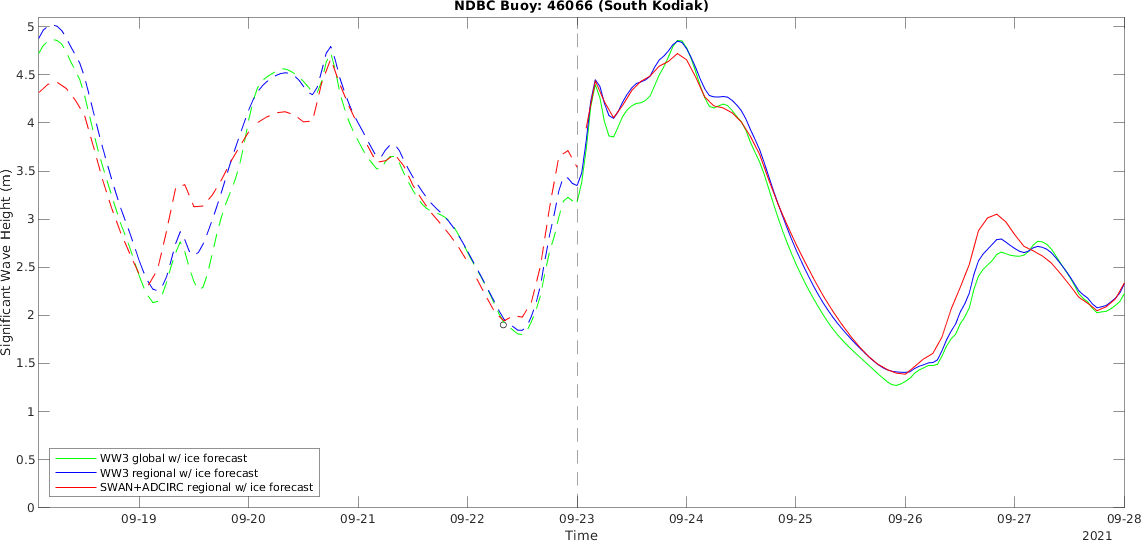 NDBC Buoy: 46066 (South Kodiak)
Significant Wave Height (m)
5
4.5
4
3.5
3
2.5
2
1.5
1
0.5
0
WW3 global w/ ice forecast
WW3 regional w/ ice forecast
SWAN+ADCIRC regional w/ ice forecast
09-19 09-20 09-21 09-22 09-23 09-24 09-25 09-26 09-27 09-28
Time
2021